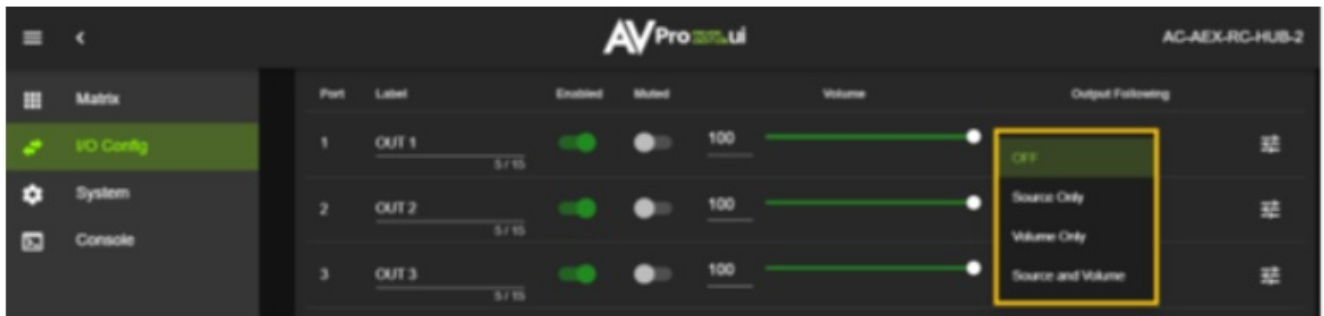 AV Pro ui
AC-AEX-RC-HUB-2
Matrix
I/O Config
System
Console
Port Label Enabled Muted Volume Output Following
1 OUT 1 100
5 / 15
2 OUT 2 100
5 / 15
3 OUT 3 100
5 / 15
OFF
Source Only
Volume Only
Source and Volume